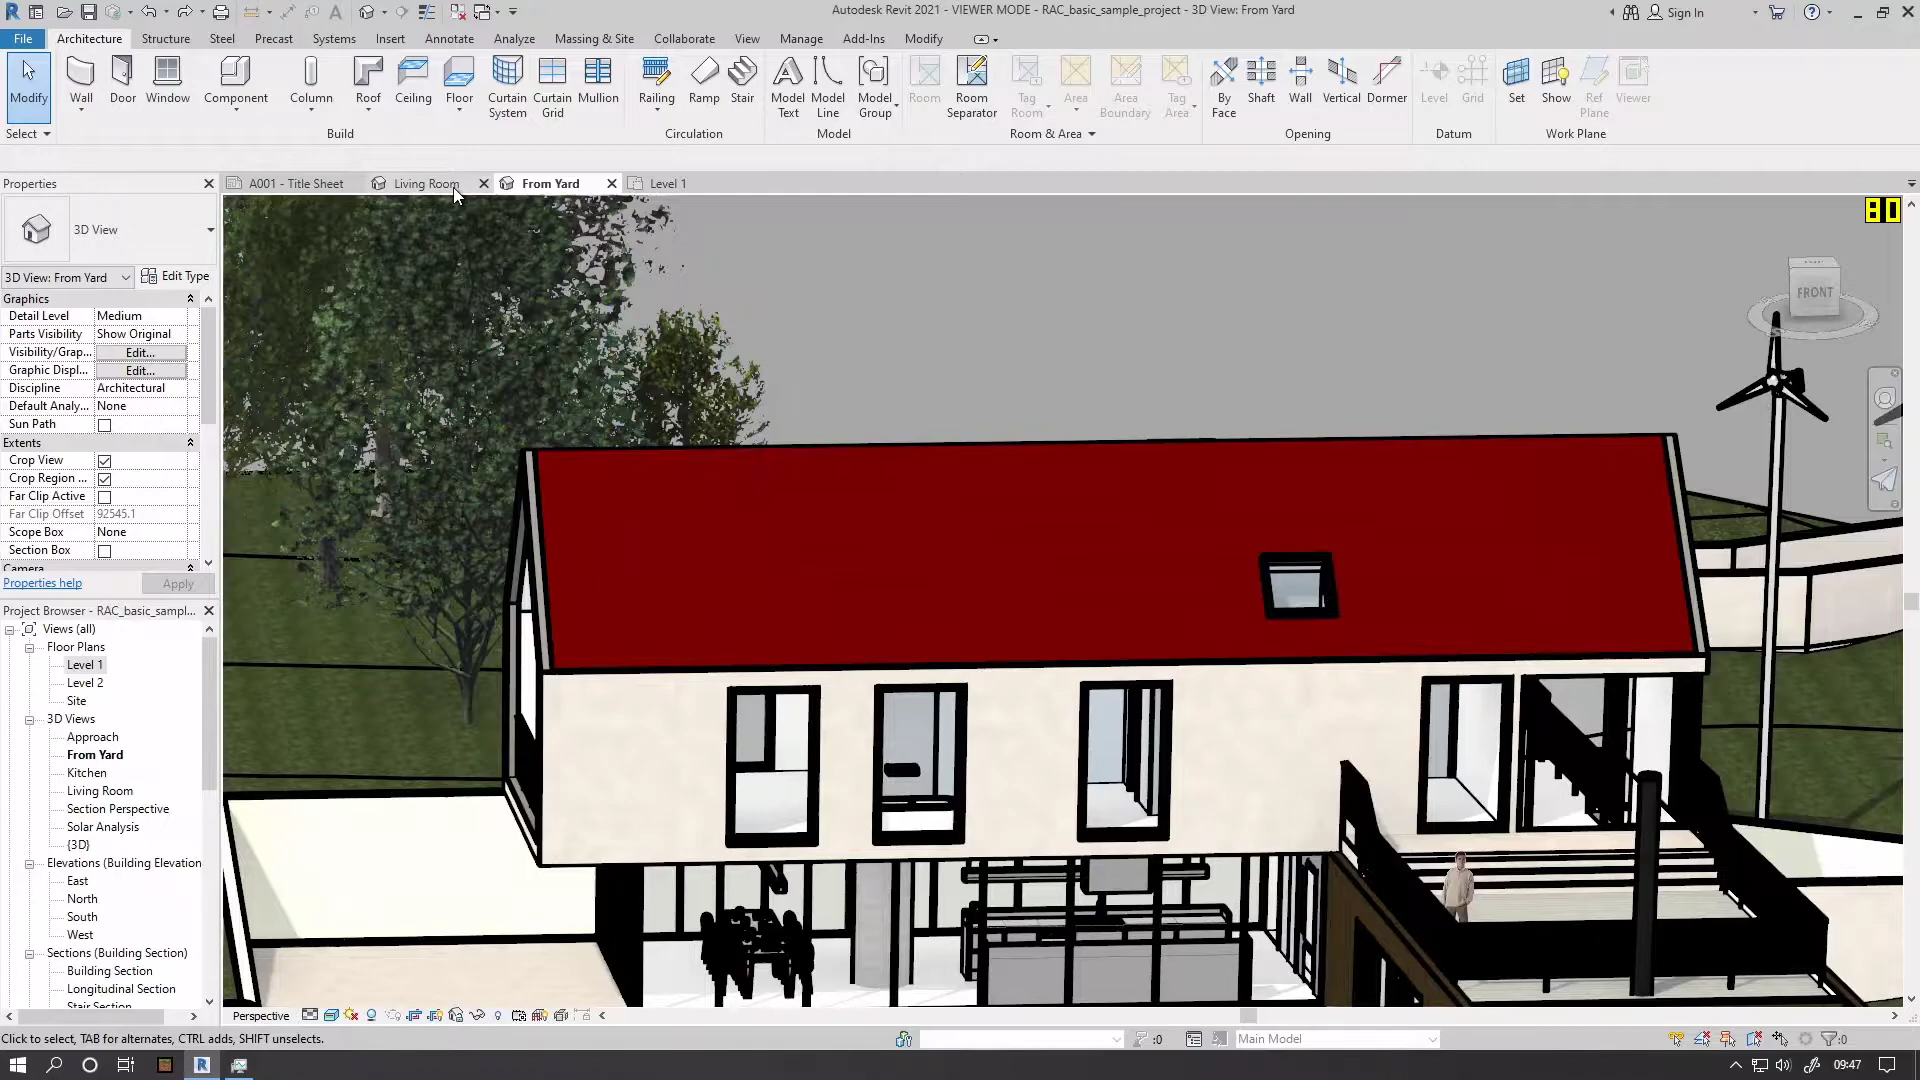 Autodesk Revit 2021 - VIEWER MODE - RAC_basic_sample_project - 3D View: From Yard
Sign In
File Architecture Structure Steel Precast Systems Insert Annotate Analyze Massing & Site Collaborate View Manage Add-Ins Modify
Modify Wall Door Window Component Column Roof Ceiling Floor Curtain System Curtain Grid Mullion Railing Ramp Stair Model Text Model Line Model Group Room Room Separator Tag Room Area Area Boundary Tag Area By Face Shaft Wall Vertical Dormer Level Grid Set Show Ref Plane Viewer
Select Build Circulation Model Room & Area Opening Datum Work Plane
Properties
A001 - Title Sheet Living Room From Yard Level 1
80
3D View
FRONT
3D View: From Yard Edit Type
Graphics
Detail Level Medium
Parts Visibility Show Original
Visibility/Grap... Edit...
Graphic Displ... Edit...
Discipline Architectural
Default Analy... None
Sun Path
Extents
Crop View
Crop Region ...
Far Clip Active
Far Clip Offset 92545.1
Scope Box None
Section Box
Camera
Properties help Apply
Project Browser - RAC_basic_sampl...
Views (all)
Floor Plans
Level 1
Level 2
Site
3D Views
Approach
From Yard
Kitchen
Living Room
Section Perspective
Solar Analysis
{3D}
Elevations (Building Elevation
East
North
South
West
Sections (Building Section)
Building Section
Longitudinal Section
Stair Section
Perspective
Click to select, TAB for alternates, CTRL adds, SHIFT unselects.
:0
Main Model
:0
09:47